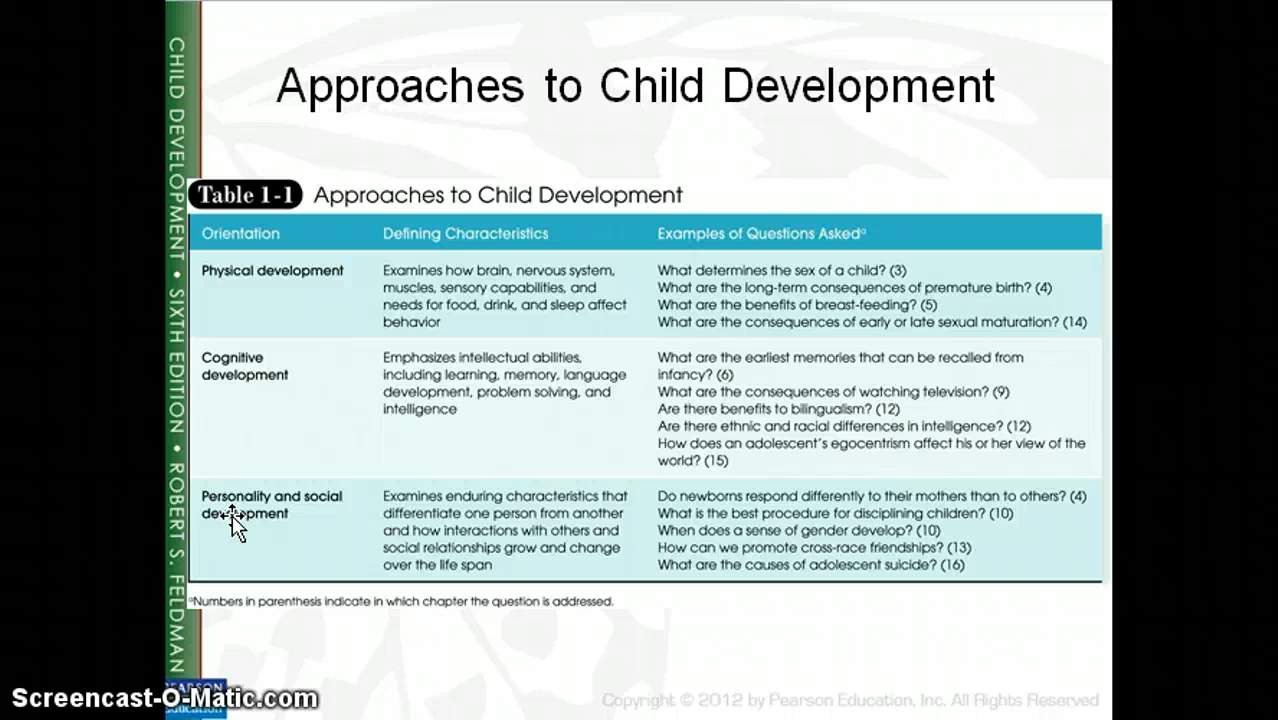 Approaches to Child Development
CHILD DEVELOPMENT • SIXTH EDITION • ROBERT S. FELDMAN
Table 1-1 Approaches to Child Development
Orientation Defining Characteristics Examples of Questions Askedᵃ
Physical development
Examines how brain, nervous system,
muscles, sensory capabilities, and
needs for food, drink, and sleep affect
behavior
What determines the sex of a child? (3)
What are the long-term consequences of premature birth? (4)
What are the benefits of breast-feeding? (5)
What are the consequences of early or late sexual maturation? (14)
Cognitive
development
Emphasizes intellectual abilities,
including learning, memory, language
development, problem solving, and
intelligence
What are the earliest memories that can be recalled from
infancy? (6)
What are the consequences of watching television? (9)
Are there benefits to bilingualism? (12)
Are there ethnic and racial differences in intelligence? (12)
How does an adolescent's egocentrism affect his or her view of the
world? (15)
Personality and social
development
Examines enduring characteristics that
differentiate one person from another
and how interactions with others and
social relationships grow and change
over the life span
Do newborns respond differently to their mothers than to others? (4)
What is the best procedure for disciplining children? (10)
When does a sense of gender develop? (10)
How can we promote cross-race friendships? (13)
What are the causes of adolescent suicide? (16)
ᵃNumbers in parenthesis indicate in which chapter the question is addressed.
PEARSON
Education
Screencast-O-Matic.com
Copyright © 2012 by Pearson Education, Inc. All Rights Reserved